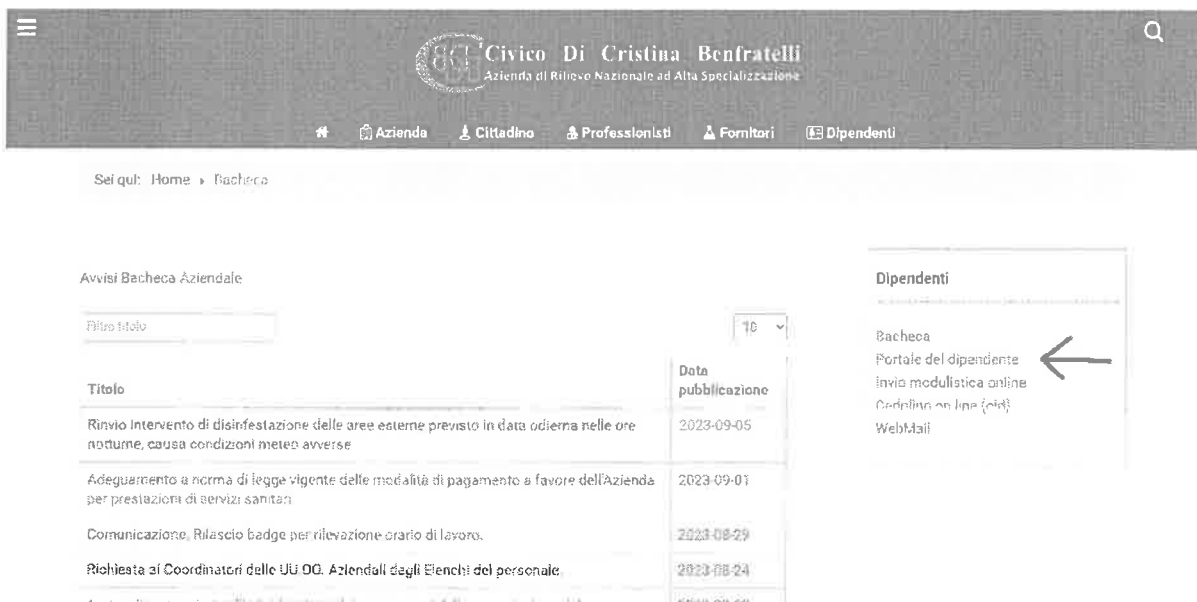 Civico Di Cristina Benfratelli
Azienda di Rilievo Nazionale ad Alta Specializzazione
Azienda Cittadino Professionisti Fornitori Dipendenti
Sei qui: Home Bacheca
Avvisi Bacheca Aziendale
Filtro titolo
10
Titolo
Data
pubblicazione
Rinvio Intervento di disinfestazione delle aree esterne previsto in data odierna nelle ore
notturne, causa condizioni meteo avverse
2023-09-05
Adeguamento a norma di legge vigente delle modalità di pagamento a favore dell'Azienda
per prestazioni di servizi sanitari
2023-09-01
Comunicazione, Rilascio badge per rilevazione orario di lavoro.
2023-08-29
Richiesta ai Coordinatori delle UU.OO. Aziendali degli Elenchi del personale.
2023-08-24
Dipendenti
Bacheca
Portale del dipendente
Invio modulistica online
Cedolino on line (cid)
WebMail